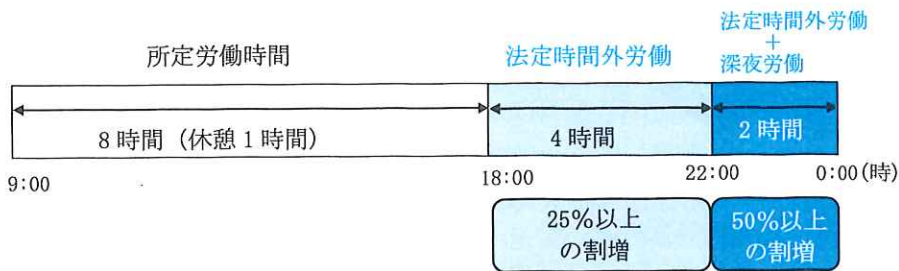 所定労働時間
法定時間外労働
法定時間外労働
+
深夜労働
8時間（休憩1時間）
4時間
2時間
9:00
18:00
22:00
0:00(時)
25%以上
の割増
50%以上
の割増